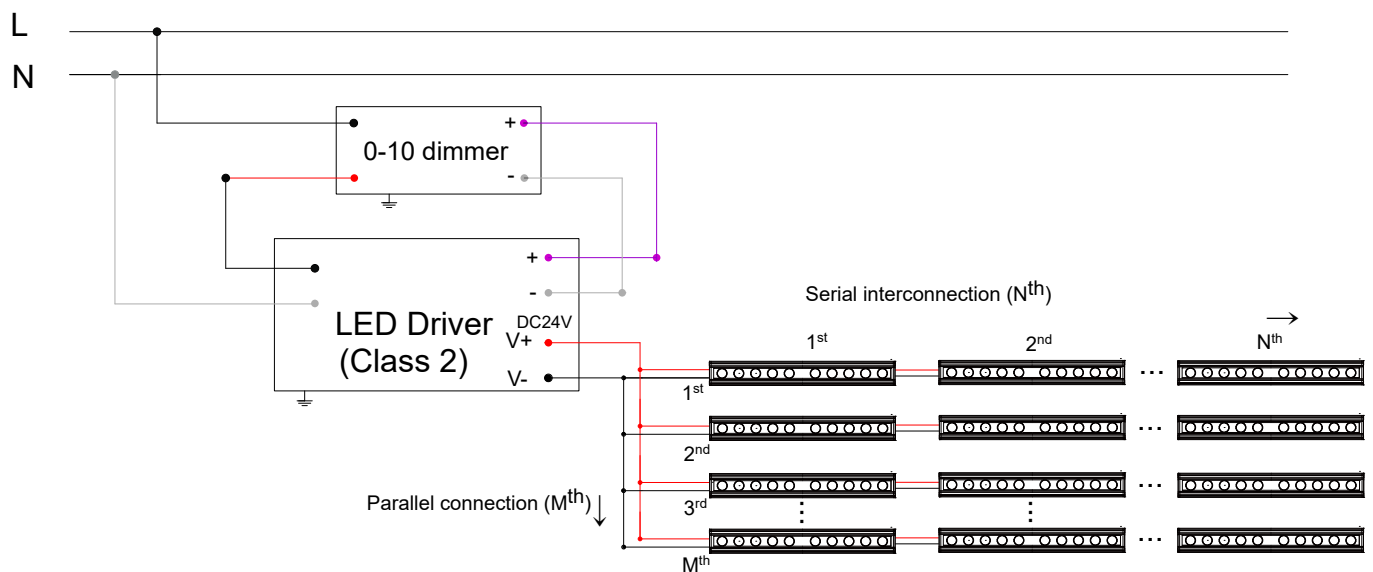 L
N
+
0-10 dimmer
-
+
-
DC24V
LED Driver
(Class 2)
V+
V-
Serial interconnection (Nth)
1st
2nd
Nth
1st
...
2nd
...
Parallel connection (Mth)
3rd
...
Mth
...